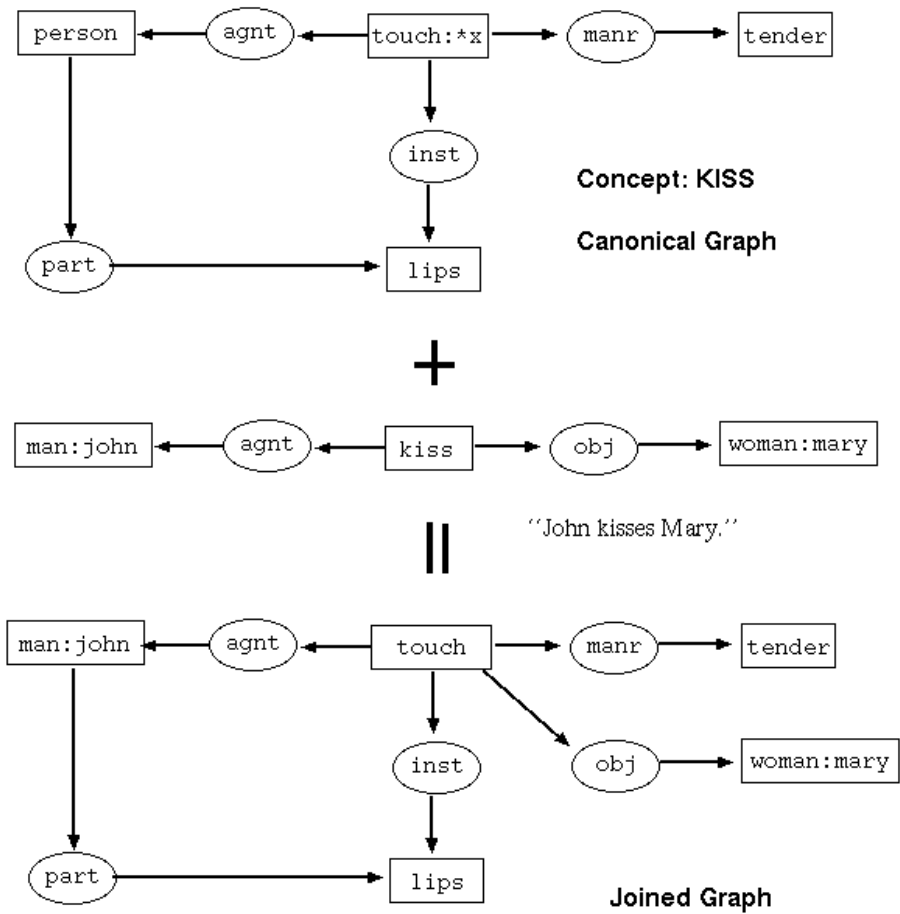 person agnt touch:*x manr tender
inst
Concept: KISS
Canonical Graph
part lips
+
man:john agnt kiss obj woman:mary
=
"John kisses Mary."
man:john agnt touch manr tender
inst obj woman:mary
part lips
Joined Graph